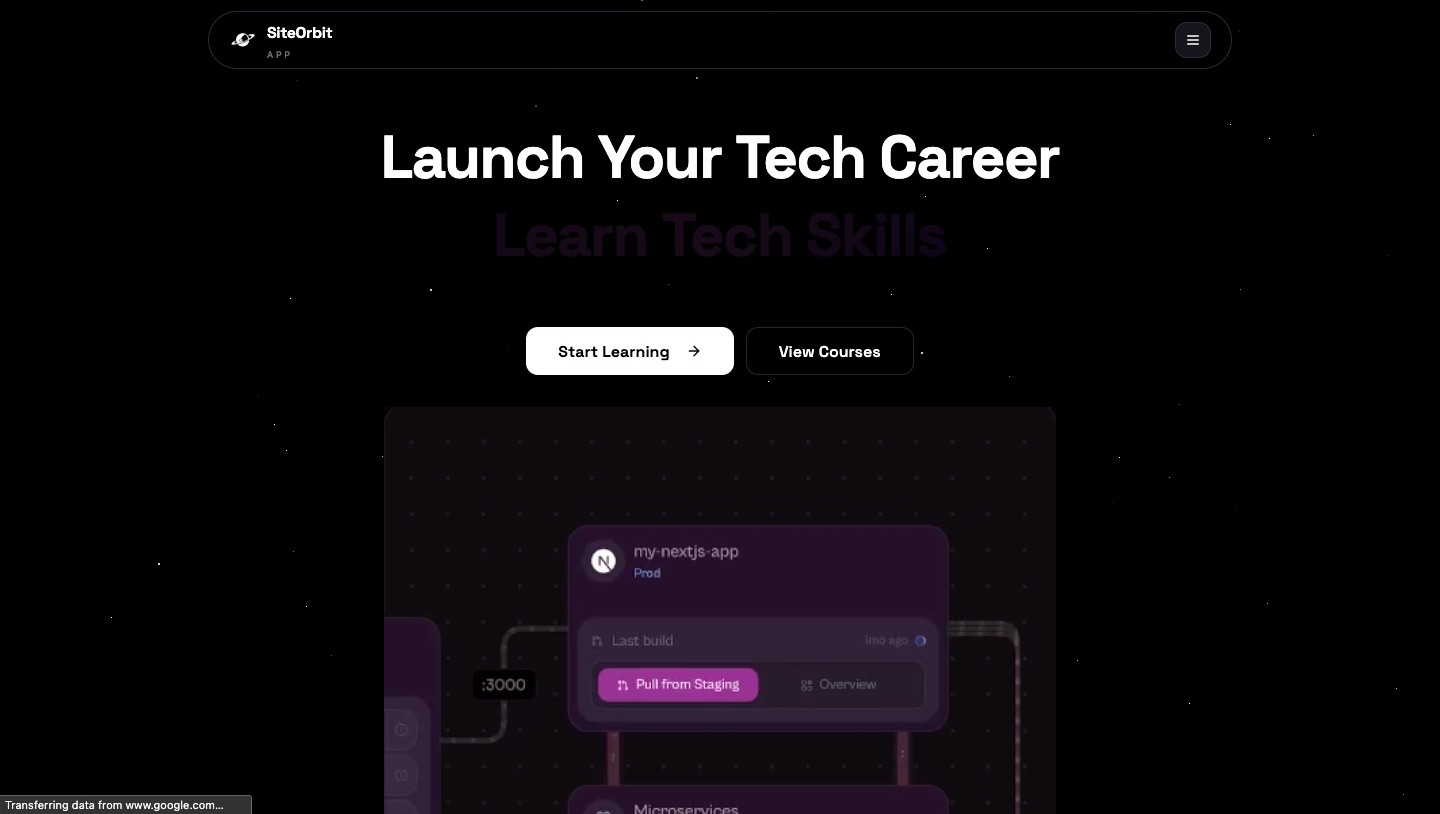 SiteOrbit
APP
Launch Your Tech Career
Learn Tech Skills
Start Learning
View Courses
my-nextjs-app
Prod
Last build
1mo ago
:3000
Pull from Staging
Overview
Microservices
Transferring data from www.google.com...